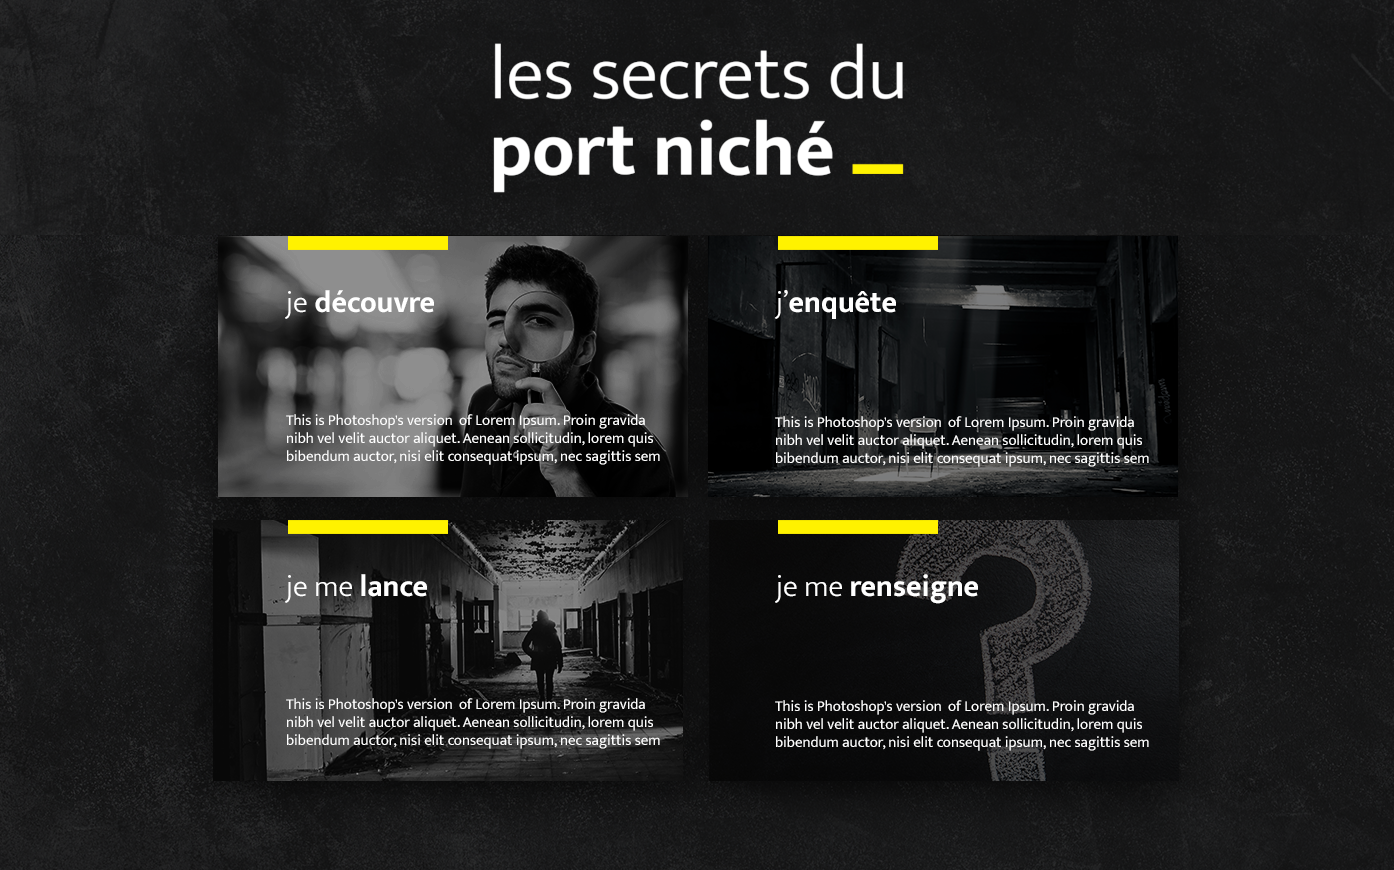 les secrets du
port niché
je découvre
This is Photoshop's version  of Lorem Ipsum. Proin gravida
nibh vel velit auctor aliquet. Aenean sollicitudin, lorem quis
bibendum auctor, nisi elit consequat ipsum, nec sagittis sem
j’enquête
This is Photoshop's version  of Lorem Ipsum. Proin gravida
nibh vel velit auctor aliquet. Aenean sollicitudin, lorem quis
bibendum auctor, nisi elit consequat ipsum, nec sagittis sem
je me lance
This is Photoshop's version  of Lorem Ipsum. Proin gravida
nibh vel velit auctor aliquet. Aenean sollicitudin, lorem quis
bibendum auctor, nisi elit consequat ipsum, nec sagittis sem
je me renseigne
This is Photoshop's version  of Lorem Ipsum. Proin gravida
nibh vel velit auctor aliquet. Aenean sollicitudin, lorem quis
bibendum auctor, nisi elit consequat ipsum, nec sagittis sem
?